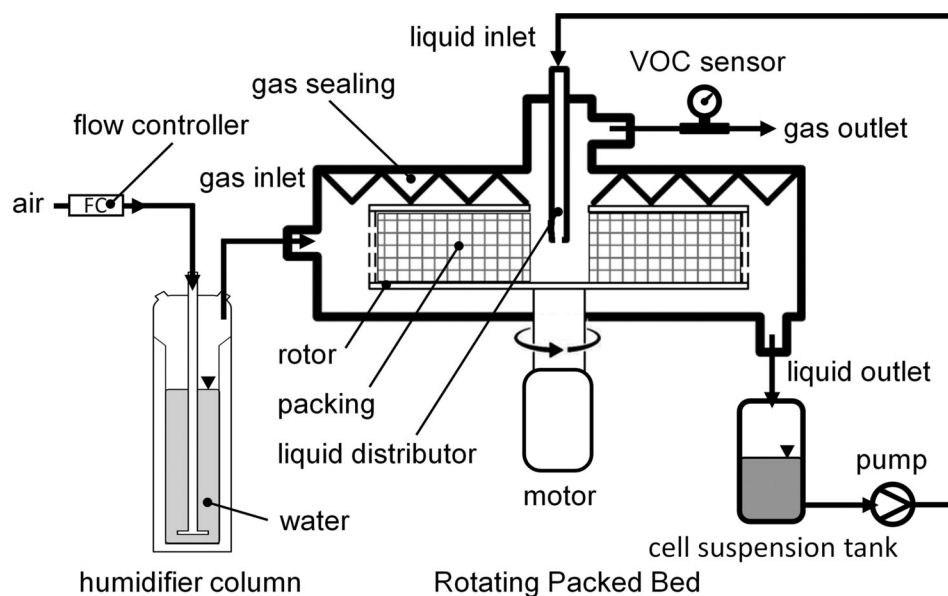 liquid inlet
VOC sensor
gas sealing
flow controller
gas outlet
gas inlet
air
FC
rotor
packing
liquid distributor
liquid outlet
motor
pump
water
cell suspension tank
humidifier column
Rotating Packed Bed